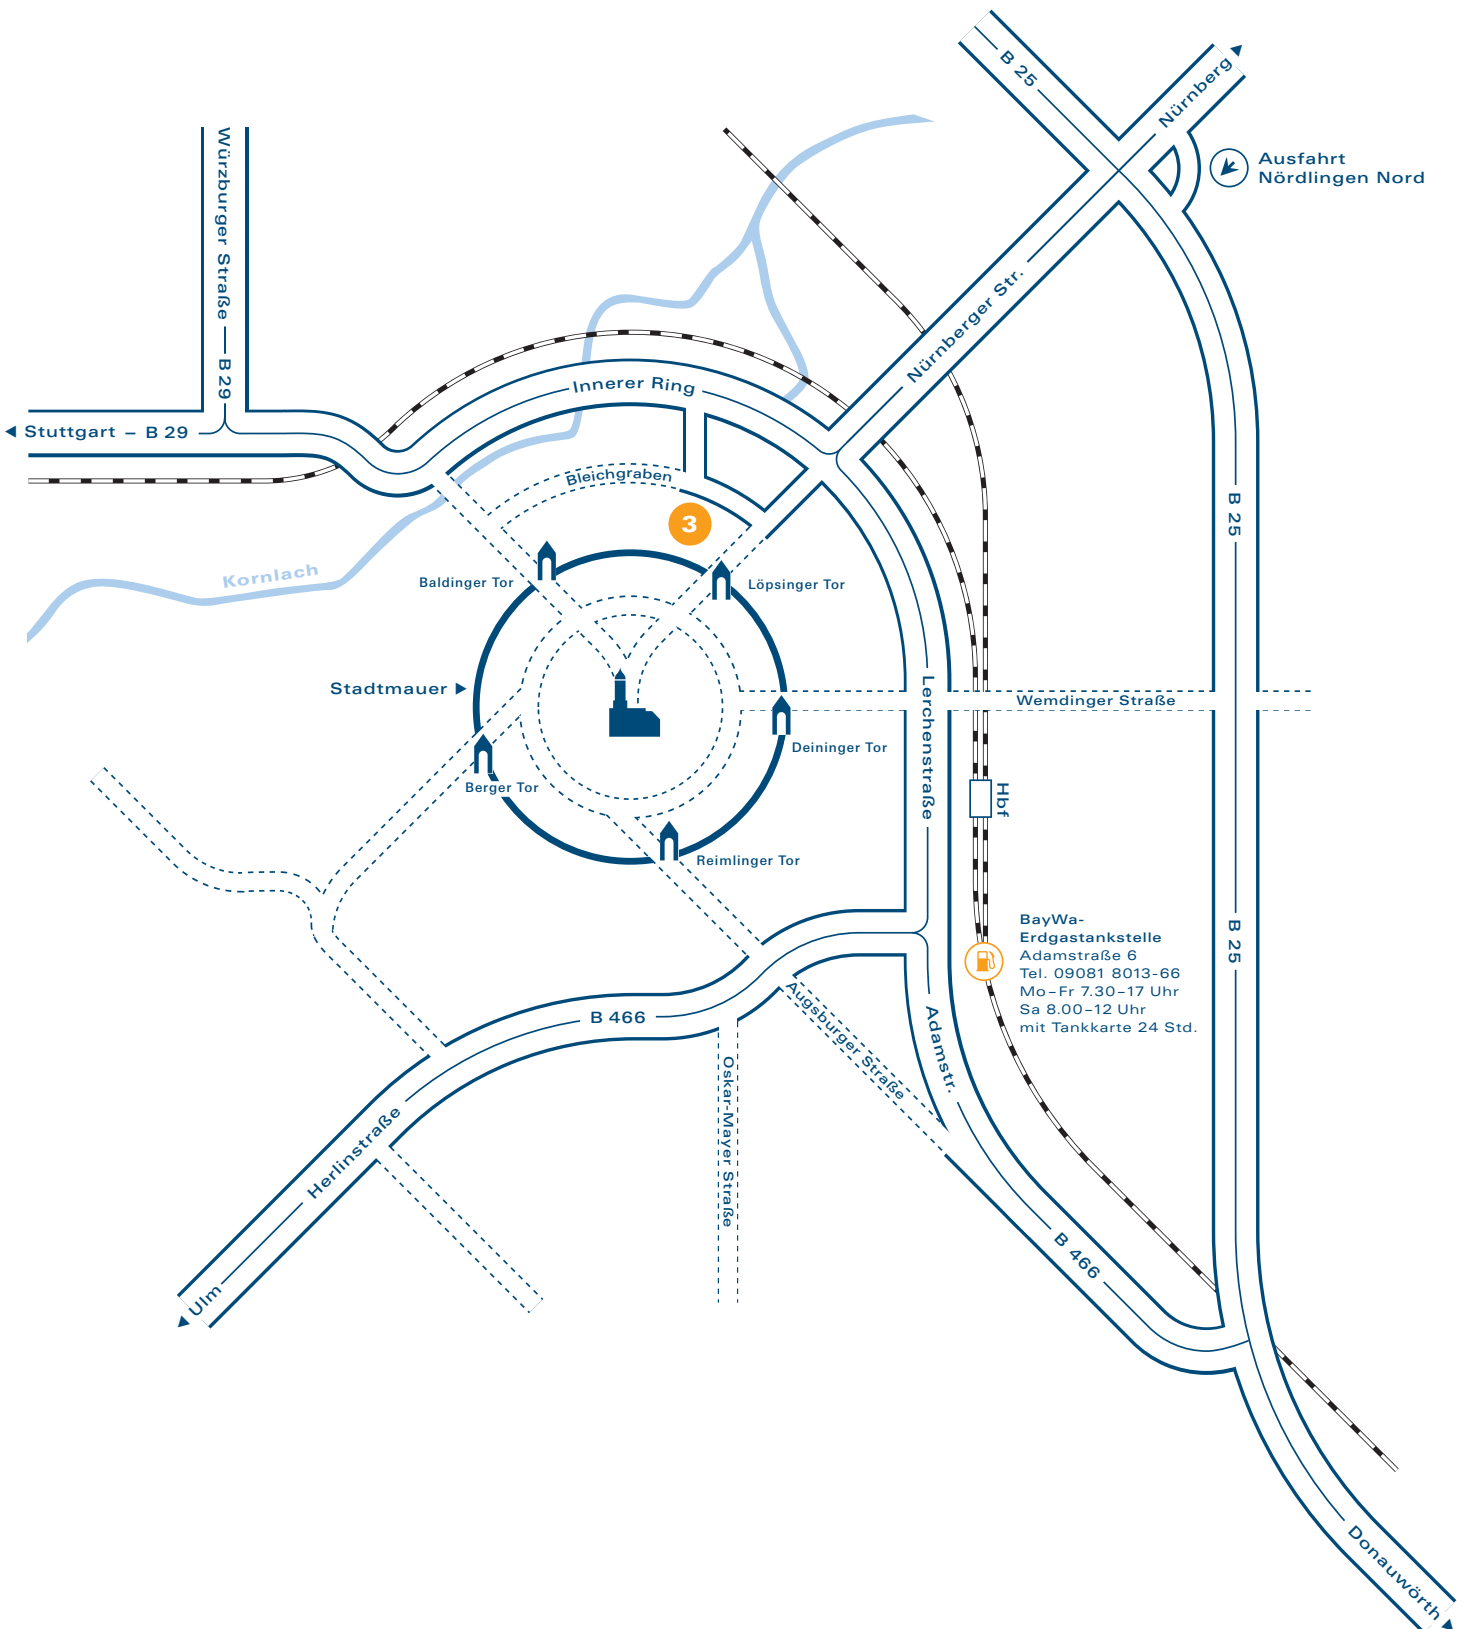 B 25
Nürnberg
Ausfahrt
Nördlingen Nord
Würzburger Straße
B 29
Stuttgart – B 29
Innerer Ring
Nürnberger Str.
Bleichgraben
3
Kornlach
Baldinger Tor
Löpsinger Tor
B 25
Stadtmauer
Wemdinger Straße
Lerchenstraße
Deininger Tor
Berger Tor
Hbf
Reimlinger Tor
BayWa-
Erdgastankstelle
Adamstraße 6
Tel. 09081 8013-66
Mo–Fr 7.30–17 Uhr
Sa 8.00–12 Uhr
mit Tankkarte 24 Std.
B 25
B 466
Augsburger Straße
Adamstr.
Oskar-Mayer Straße
Herlinstraße
B 466
Ulm
Donauwörth